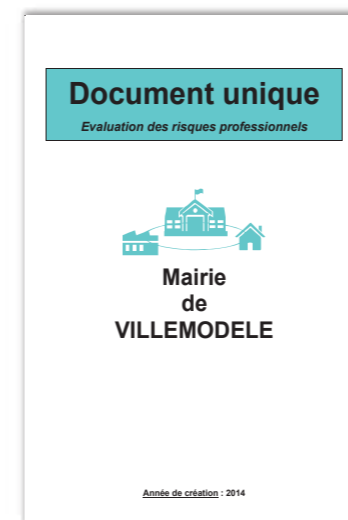 Document unique
Evaluation des risques professionnels
Mairie
de
VILLEMODELE
Année de création : 2014